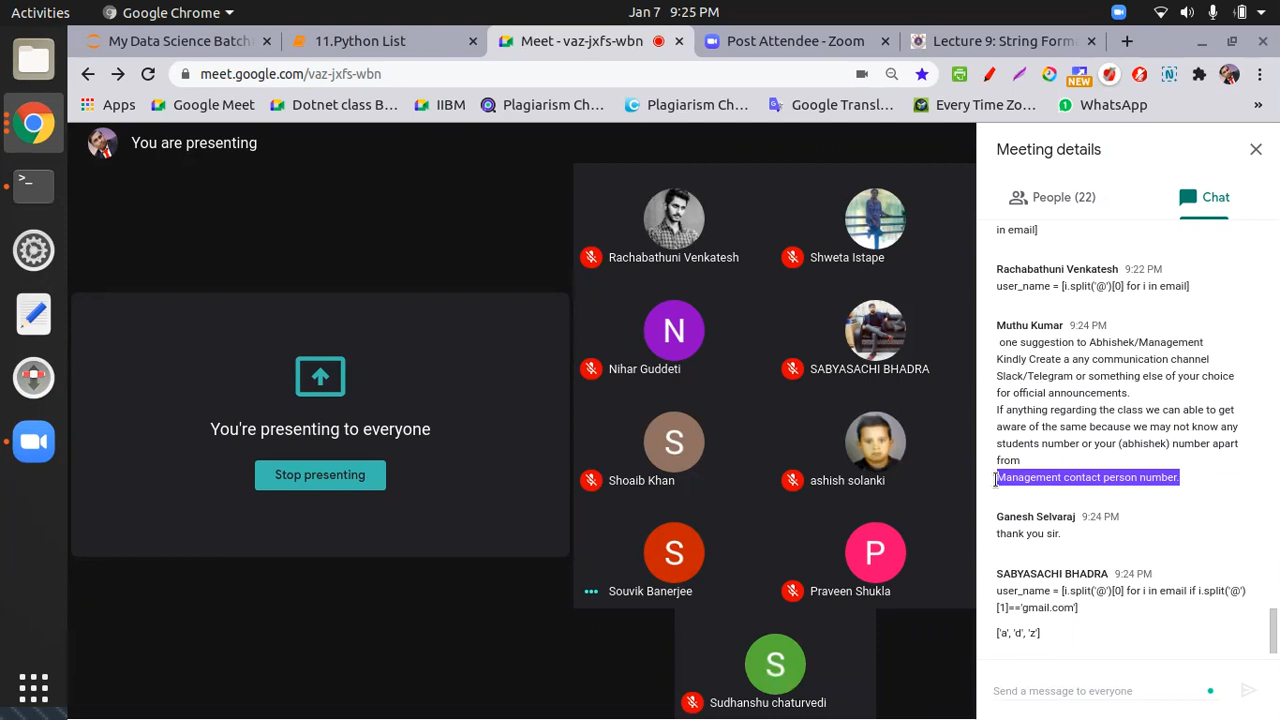 Activities
Google Chrome
Jan 7 9:25 PM
My Data Science Batch
11.Python List
Meet - vaz-jxfs-wbn
Post Attendee - Zoom
Lecture 9: String Forma
meet.google.com/vaz-jxfs-wbn
NEW
Apps
Google Meet
Dotnet class B...
IIBM
Plagiarism Ch...
Plagiarism Ch...
Google Transl...
Every Time Zo...
WhatsApp
»
You are presenting
You're presenting to everyone
Stop presenting
Rachabathuni Venkatesh
Shweta Istape
N
Nihar Guddeti
SABYASACHI BHADRA
S
Shoaib Khan
ashish solanki
S
Souvik Banerjee
P
Praveen Shukla
S
Sudhanshu chaturvedi
Meeting details
People (22)
Chat
in email]
Rachabathuni Venkatesh 9:22 PM
user_name = [i.split('@')[0] for i in email]
Muthu Kumar 9:24 PM
one suggestion to Abhishek/Management
Kindly Create a any communication channel
Slack/Telegram or something else of your choice
for official announcements.
If anything regarding the class we can able to get
aware of the same because we may not know any
students number or your (abhishek) number apart
from
Management contact person number.
Ganesh Selvaraj 9:24 PM
thank you sir.
SABYASACHI BHADRA 9:24 PM
user_name = [i.split('@')[0] for i in email if i.split('@')
[1]=='gmail.com']
['a', 'd', 'z']
Send a message to everyone